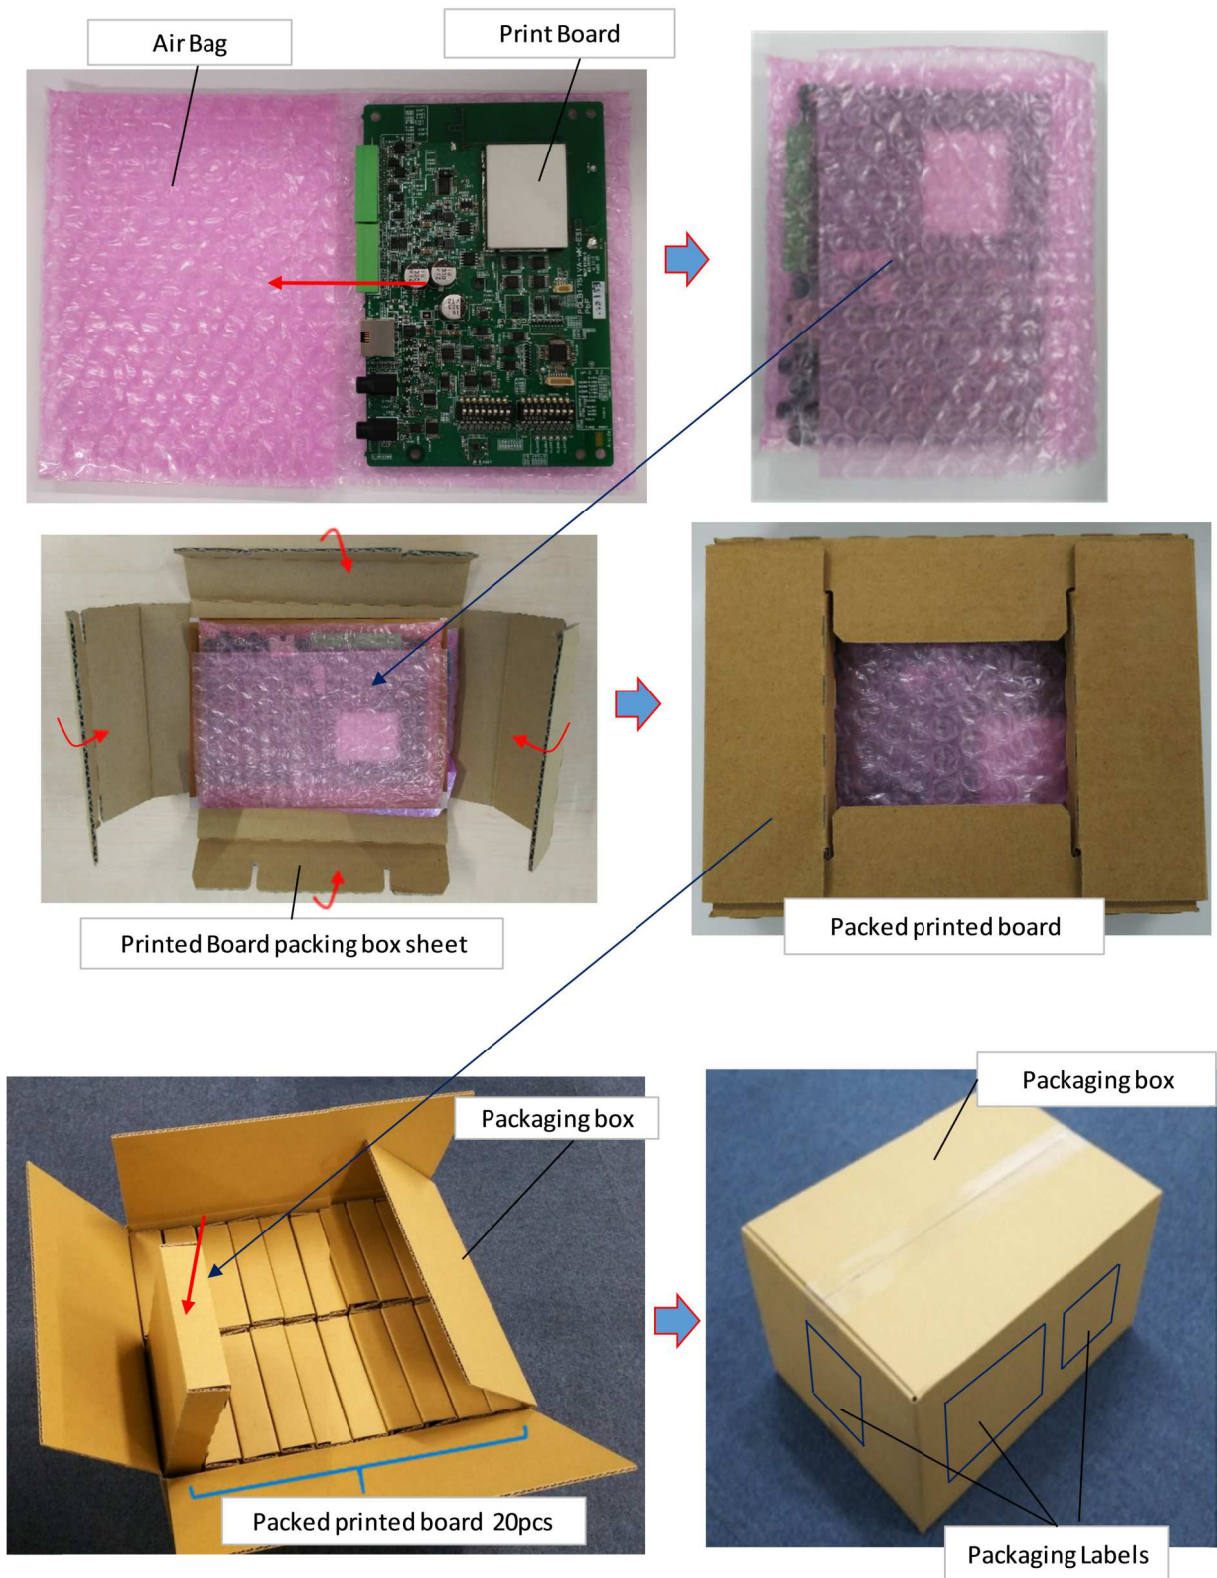 Air Bag
Print Board
PbF
Printed Board packing box sheet
Packed printed board
Packaging box
Packaging box
Packed printed board 20pcs
Packaging Labels